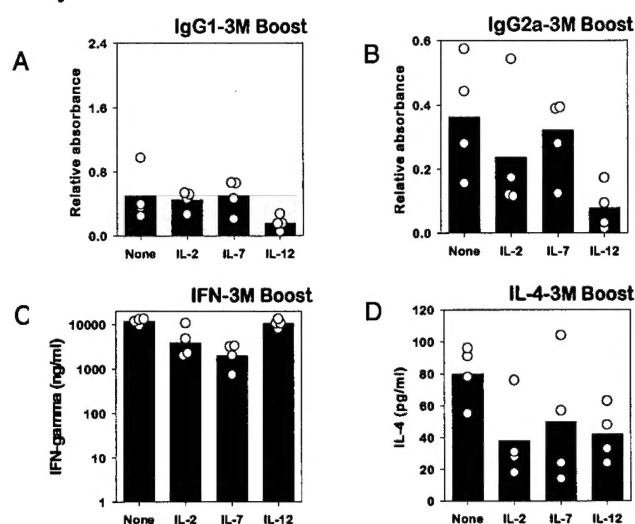 IgG1-3M Boost
A
Relative absorbance
2.4
1.6
0.8
0.0
None IL-2 IL-7 IL-12
IgG2a-3M Boost
B
Relative absorbance
0.6
0.4
0.2
0.0
None IL-2 IL-7 IL-12
IFN-3M Boost
C
IFN-gamma (ng/ml)
10000
1000
100
10
1
None IL-2 IL-7 IL-12
IL-4-3M Boost
D
IL-4 (pg/ml)
120
100
80
60
40
20
0
None IL-2 IL-7 IL-12